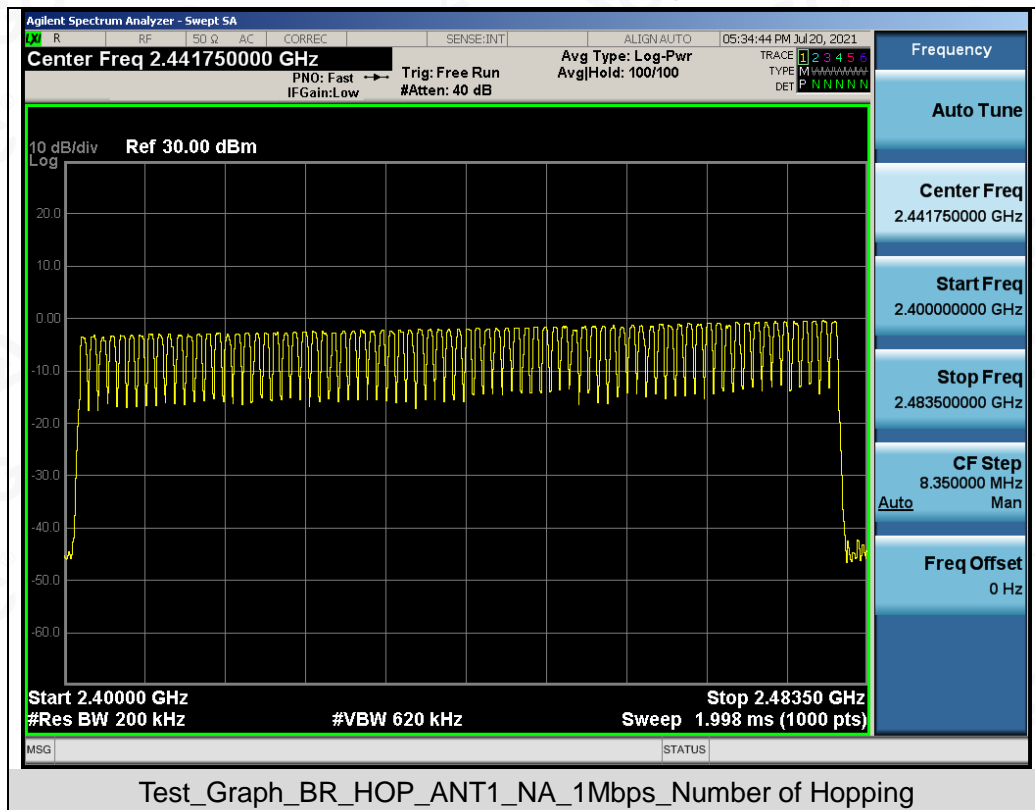 Agilent Spectrum Analyzer - Swept SA
LXI R RF 50 Ω AC CORREC SENSE:INT ALIGN AUTO 05:34:44 PM Jul 20, 2021
Center Freq 2.441750000 GHz
PNO: Fast
IFGain:Low
Trig: Free Run
#Atten: 40 dB
Avg Type: Log-Pwr
Avg|Hold: 100/100
TRACE 1 2 3 4 5 6
TYPE M WWWWW
DET P N N N N N
10 dB/div Ref 30.00 dBm
Log
20.0
10.0
0.00
-10.0
-20.0
-30.0
-40.0
-50.0
-60.0
Start 2.40000 GHz Stop 2.48350 GHz
#Res BW 200 kHz #VBW 620 kHz Sweep 1.998 ms (1000 pts)
MSG STATUS
Frequency
Auto Tune
Center Freq
2.441750000 GHz
Start Freq
2.400000000 GHz
Stop Freq
2.483500000 GHz
CF Step
8.350000 MHz
Auto Man
Freq Offset
0 Hz
Test_Graph_BR_HOP_ANT1_NA_1Mbps_Number of Hopping